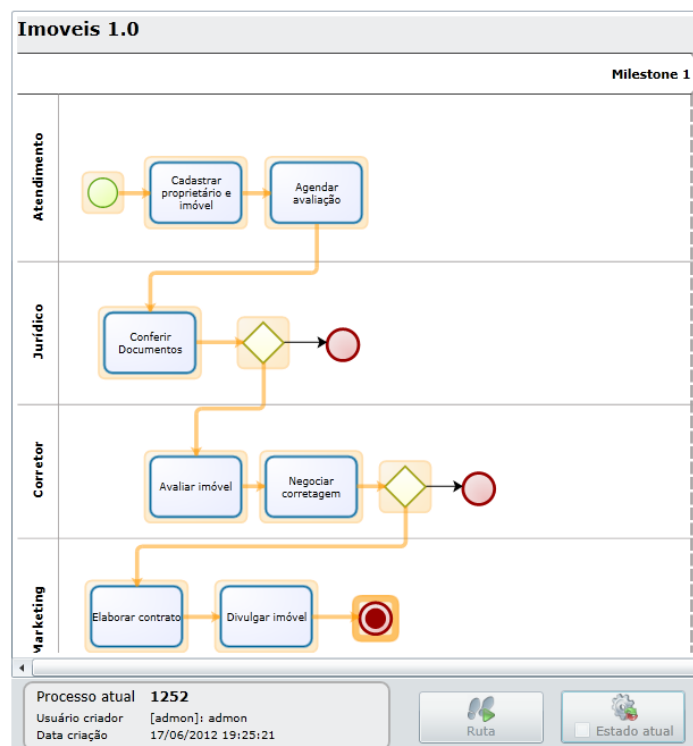 Imoveis 1.0
Milestone 1
Atendimento
Cadastrar
proprietário e
imóvel
Agendar
avaliação
Jurídico
Conferir
Documentos
Corretor
Avaliar imóvel
Negociar
corretagem
Marketing
Elaborar contrato
Divulgar imóvel
Processo atual 1252
Usuário criador [admon]: admon
Data criação 17/06/2012 19:25:21
Ruta
Estado atual